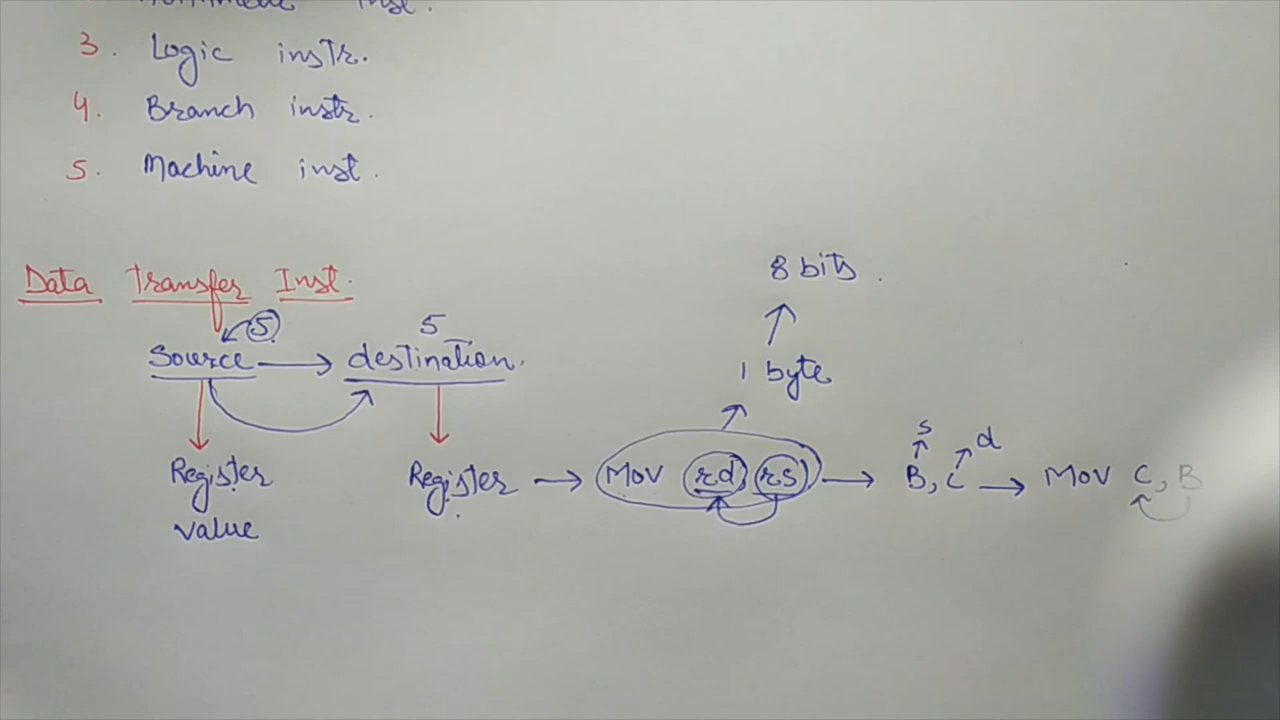 inst.
3. Logic instr.
4. Branch instr.
5. Machine inst.
Data Transfer Inst.
8 bits.
S 5
Source → destination.
1 byte
s d
Register Register → Mov rd, rs → B, C → Mov C, B
value